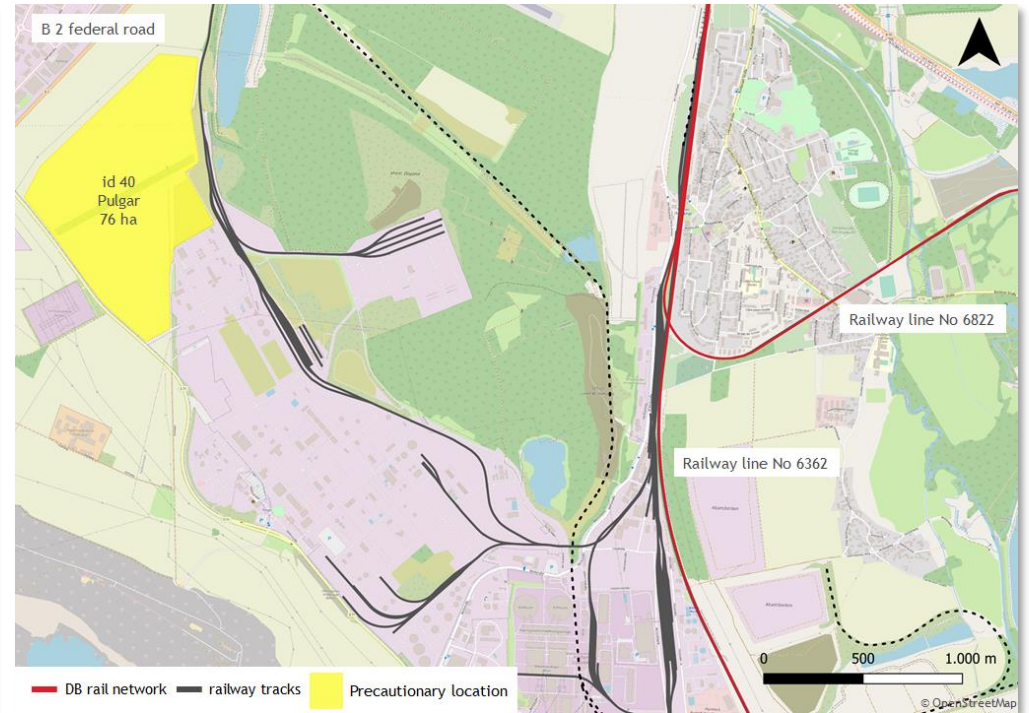 B 2 federal road
id 40
Pulgar
76 ha
Railway line No 6822
Railway line No 6362
0 500 1.000 m
DB rail network railway tracks Precautionary location
© OpenStreetMap